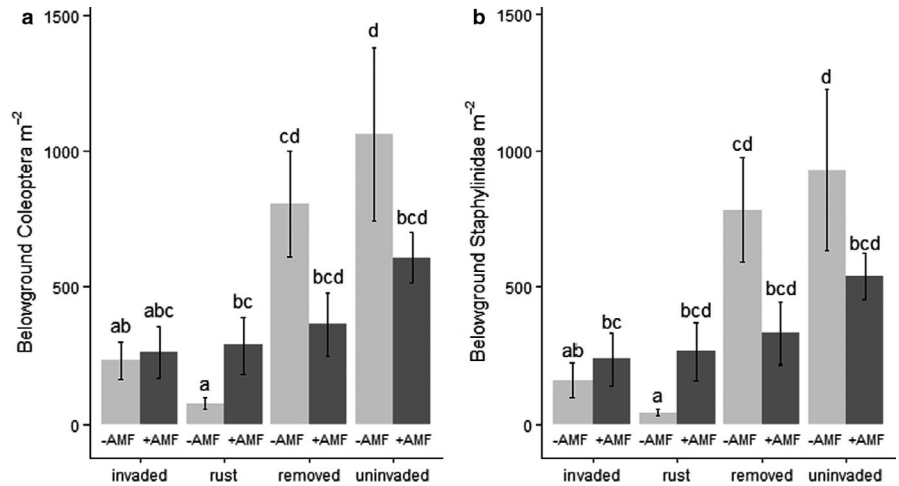 a
Belowground Coleoptera m⁻²
1500
1000
500
0
ab
abc
a
bc
cd
bcd
d
bcd
-AMF +AMF -AMF +AMF -AMF +AMF -AMF +AMF
invaded rust removed uninvaded
b
Belowground Staphylinidae m⁻²
1500
1000
500
0
ab
bc
a
bcd
cd
bcd
d
bcd
-AMF +AMF -AMF +AMF -AMF +AMF -AMF +AMF
invaded rust removed uninvaded